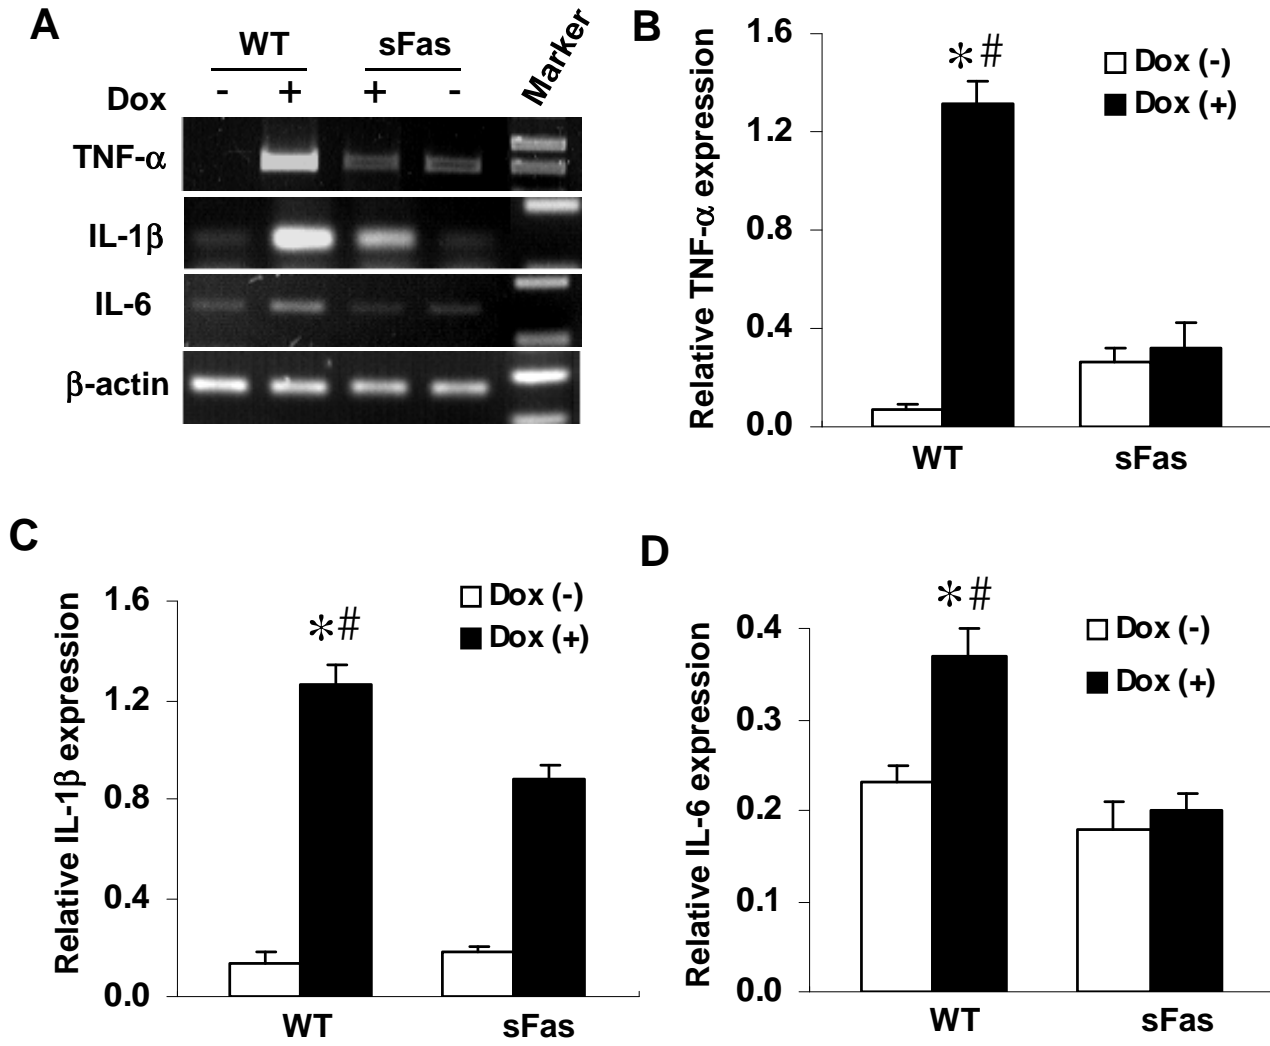 A
WT sFas Marker
Dox - + + -
TNF-α
IL-1β
IL-6
β-actin
B
Relative TNF-α expression
1.6
1.2
0.8
0.4
0.0
*#
Dox (-)
Dox (+)
WT sFas
C
Relative IL-1β expression
1.6
1.2
0.8
0.4
0.0
*#
Dox (-)
Dox (+)
WT sFas
D
Relative IL-6 expression
0.4
0.3
0.2
0.1
0.0
*#
Dox (-)
Dox (+)
WT sFas